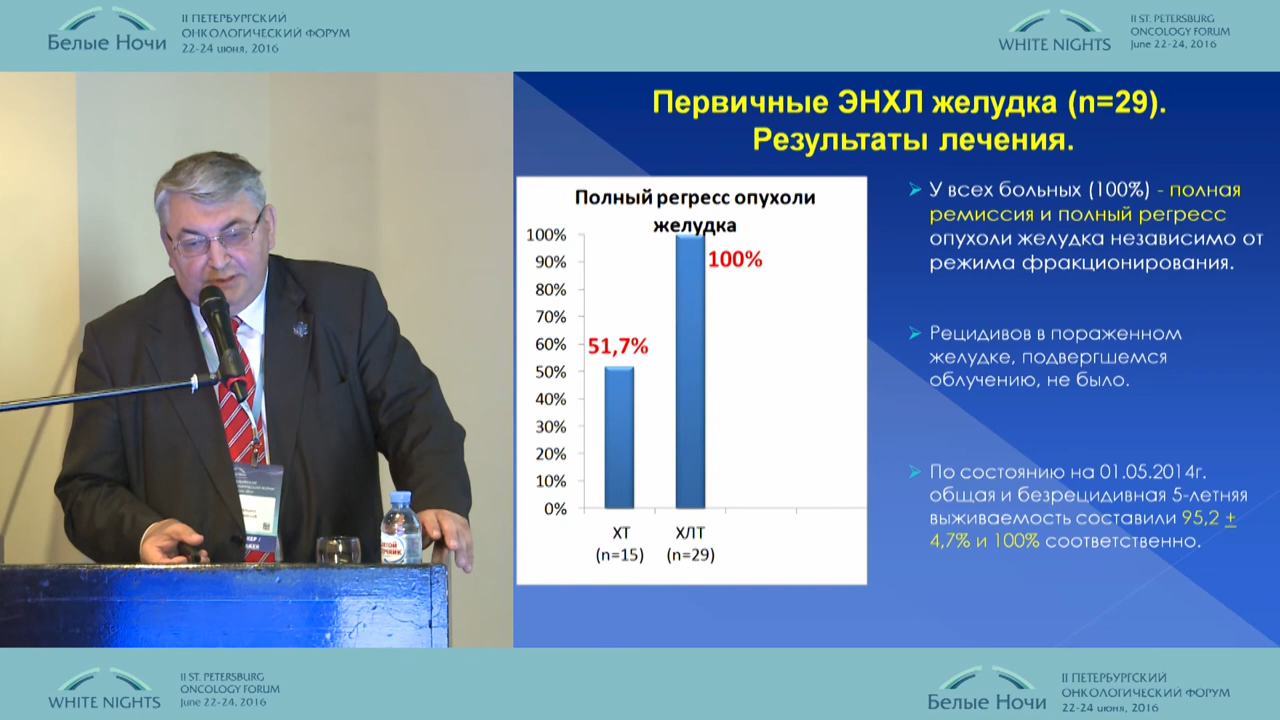 Белые Ночи
II ПЕТЕРБУРГСКИЙ
ОНКОЛОГИЧЕСКИЙ ФОРУМ
22-24 июня, 2016
WHITE NIGHTS
II ST. PETERSBURG
ONCOLOGY FORUM
June 22-24, 2016
Первичные ЭНХЛ желудка (n=29).
Результаты лечения.
Полный регресс опухоли
желудка
100%
90%
80%
70%
60%
50%
40%
30%
20%
10%
0%
51,7%
100%
ХТ
(n=15)
ХЛТ
(n=29)
У всех больных (100%) - полная
ремиссия и полный регресс
опухоли желудка независимо от
режима фракционирования.
Рецидивов в пораженном
желудке, подвергшемся
облучению, не было.
По состоянию на 01.05.2014г.
общая и безрецидивная 5-летняя
выживаемость составили 95,2 ±
4,7% и 100% соответственно.
WHITE NIGHTS
II ST. PETERSBURG
ONCOLOGY FORUM
June 22-24, 2016
Белые Ночи
II ПЕТЕРБУРГСКИЙ
ОНКОЛОГИЧЕСКИЙ ФОРУМ
22-24 июня, 2016